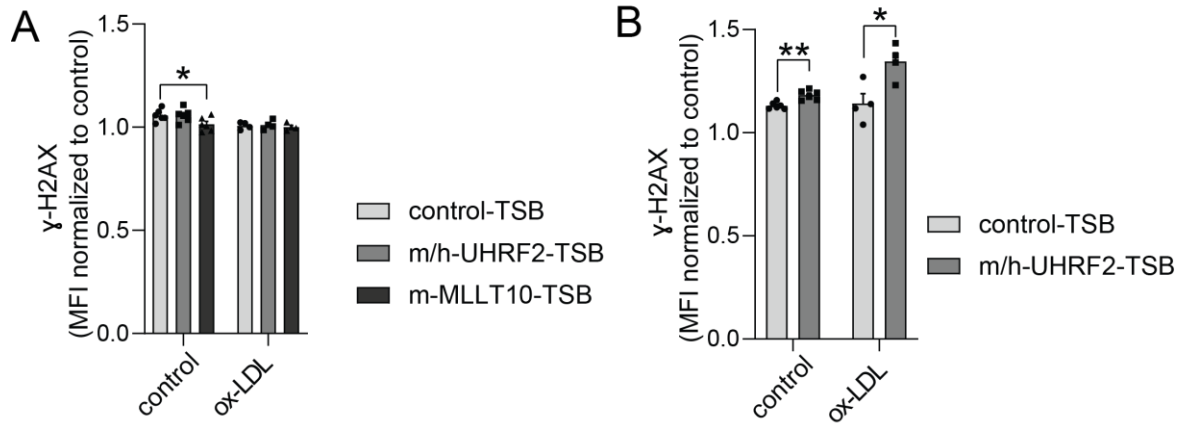 A
γ-H2AX
(MFI normalized to control)
1.5
1.0
0.5
0.0
*
control
ox-LDL
control-TSB
m/h-UHRF2-TSB
m-MLLT10-TSB
B
γ-H2AX
(MFI normalized to control)
1.5
1.0
0.5
0.0
**
*
control
ox-LDL
control-TSB
m/h-UHRF2-TSB